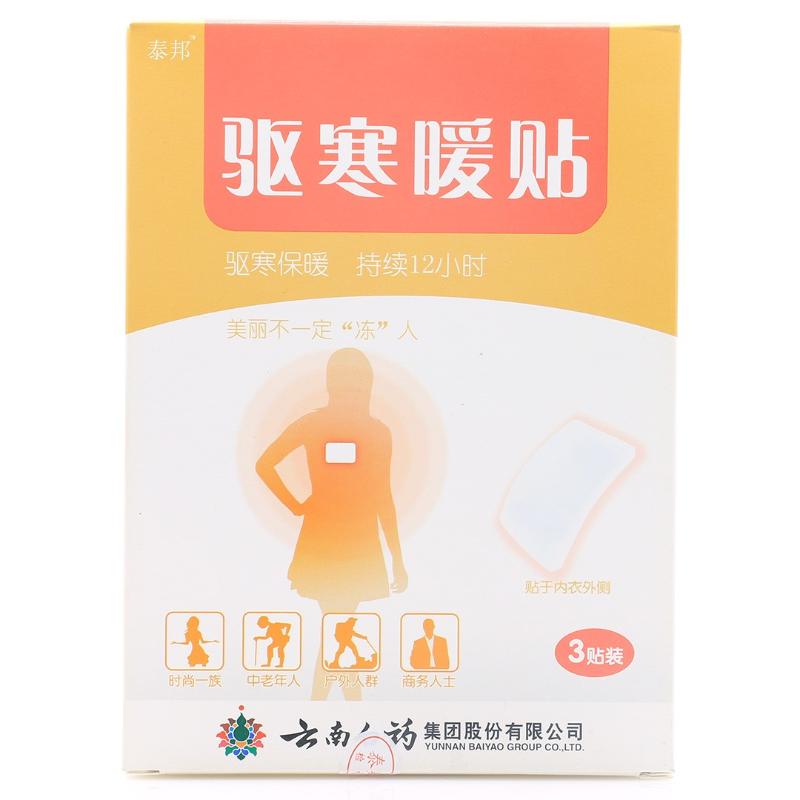 泰邦™
驱寒暖贴
驱寒保暖 持续12小时
美丽不一定“冻”人
贴于内衣外侧
时尚一族 中老年人 户外人群 商务人士
3贴装
云南白药集团股份有限公司
YUNNAN BAIYAO GROUP CO.,LTD.
泰